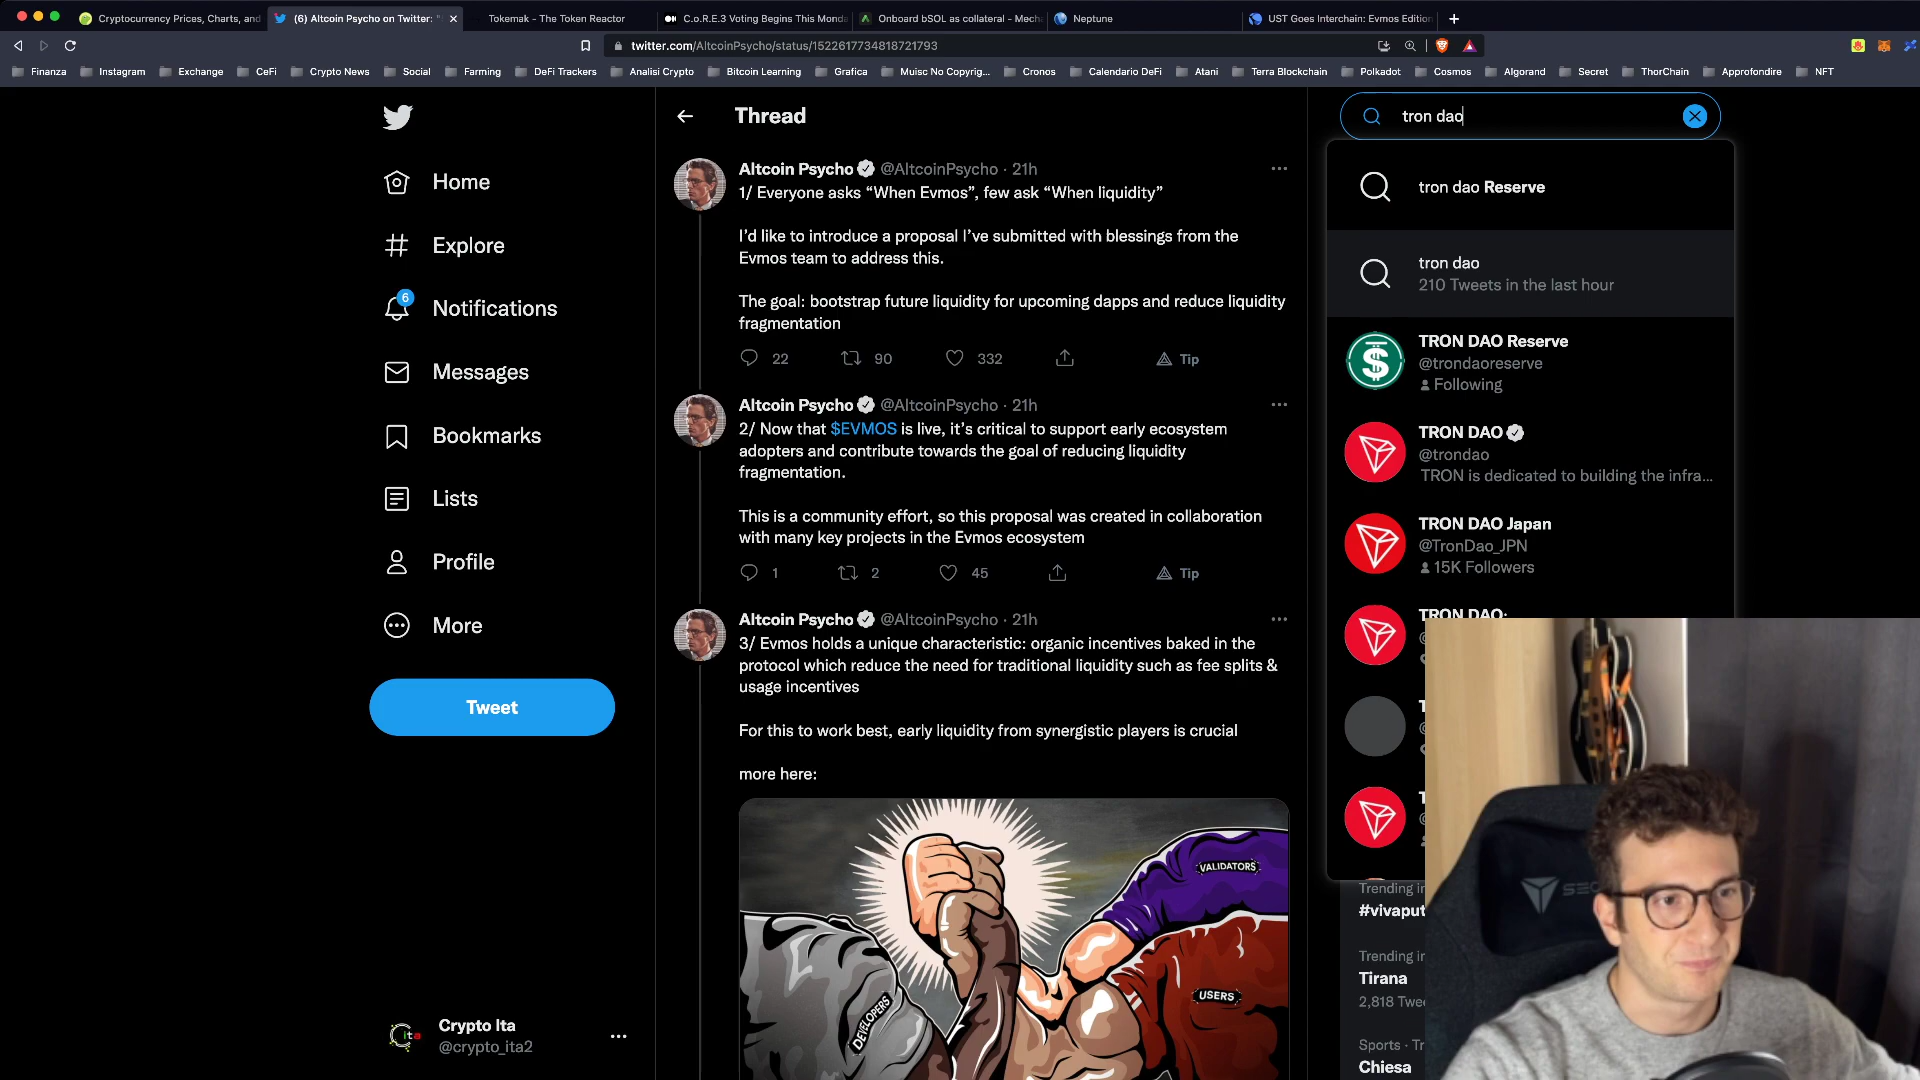 Cryptocurrency Prices, Charts, and
(6) Altcoin Psycho on Twitter: "
Tokemak - The Token Reactor
C.o.R.E.3 Voting Begins This Monda
Onboard bSOL as collateral - Mech
Neptune
UST Goes Interchain: Evmos Edition
twitter.com/AltcoinPsycho/status/1522617734818721793
Finanza
Instagram
Exchange
CeFi
Crypto News
Social
Farming
DeFi Trackers
Analisi Crypto
Bitcoin Learning
Grafica
Muisc No Copyrig...
Cronos
Calendario DeFi
Atani
Terra Blockchain
Polkadot
Cosmos
Algorand
Secret
ThorChain
Approfondire
NFT
Home
Explore
6
Notifications
Messages
Bookmarks
Lists
Profile
More
Tweet
Crypto Ita
@crypto_ita2
Thread
Altcoin Psycho @AltcoinPsycho · 21h
1/ Everyone asks “When Evmos”, few ask “When liquidity”
I’d like to introduce a proposal I’ve submitted with blessings from the
Evmos team to address this.
The goal: bootstrap future liquidity for upcoming dapps and reduce liquidity
fragmentation
22 90 332 Tip
Altcoin Psycho @AltcoinPsycho · 21h
2/ Now that $EVMOS is live, it’s critical to support early ecosystem
adopters and contribute towards the goal of reducing liquidity
fragmentation.
This is a community effort, so this proposal was created in collaboration
with many key projects in the Evmos ecosystem
1 2 45 Tip
Altcoin Psycho @AltcoinPsycho · 21h
3/ Evmos holds a unique characteristic: organic incentives baked in the
protocol which reduce the need for traditional liquidity such as fee splits &
usage incentives
For this to work best, early liquidity from synergistic players is crucial
more here:
VALIDATORS
USERS
DEVELOPERS
tron dao
tron dao Reserve
tron dao
210 Tweets in the last hour
TRON DAO Reserve
@trondaoreserve
Following
TRON DAO
@trondao
TRON is dedicated to building the infra...
TRON DAO Japan
@TronDao_JPN
15K Followers
TRON DAO:
Trending in
#vivaput
Trending in
Tirana
2,818 Twee
Sports · Tr
Chiesa